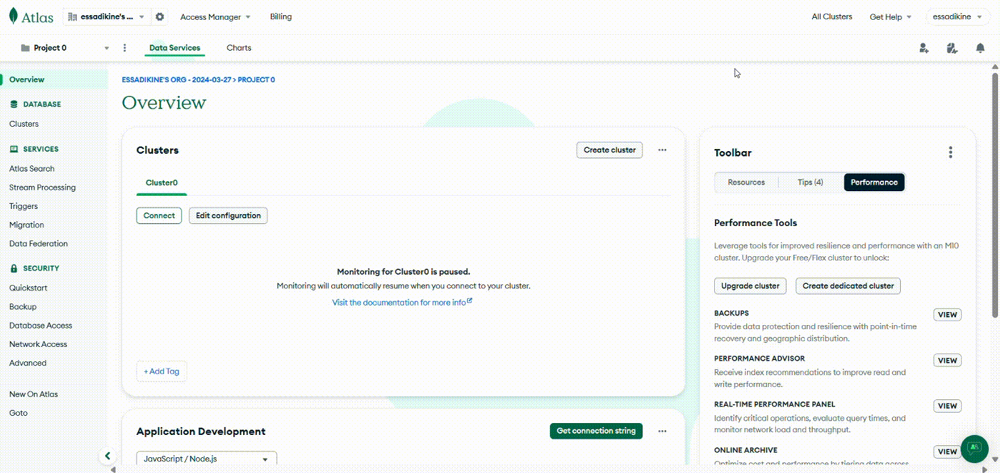 Atlas
essadikine's ...
Access Manager
Billing
All Clusters
Get Help
essadikine
Project 0
Data Services
Charts
Overview
DATABASE
Clusters
SERVICES
Atlas Search
Stream Processing
Triggers
Migration
Data Federation
SECURITY
Quickstart
Backup
Database Access
Network Access
Advanced
New On Atlas
Goto
ESSADIKINE'S ORG - 2024-03-27 > PROJECT 0
Overview
Clusters
Create cluster
Cluster0
Connect
Edit configuration
Monitoring for Cluster0 is paused.
Monitoring will automatically resume when you connect to your cluster.
Visit the documentation for more info
+ Add Tag
Application Development
Get connection string
JavaScript / Node.js
Toolbar
Resources
Tips (4)
Performance
Performance Tools
Leverage tools for improved resilience and performance with an M10
cluster. Upgrade your Free/Flex cluster to unlock:
Upgrade cluster
Create dedicated cluster
BACKUPS
VIEW
Provide data protection and resilience with point-in-time
recovery and geographic distribution.
PERFORMANCE ADVISOR
VIEW
Receive index recommendations to improve read and
write performance.
REAL-TIME PERFORMANCE PANEL
VIEW
Identify critical operations, evaluate query times, and
monitor network load and throughput.
ONLINE ARCHIVE
VIEW
Optimize cost and performance by tiering data across